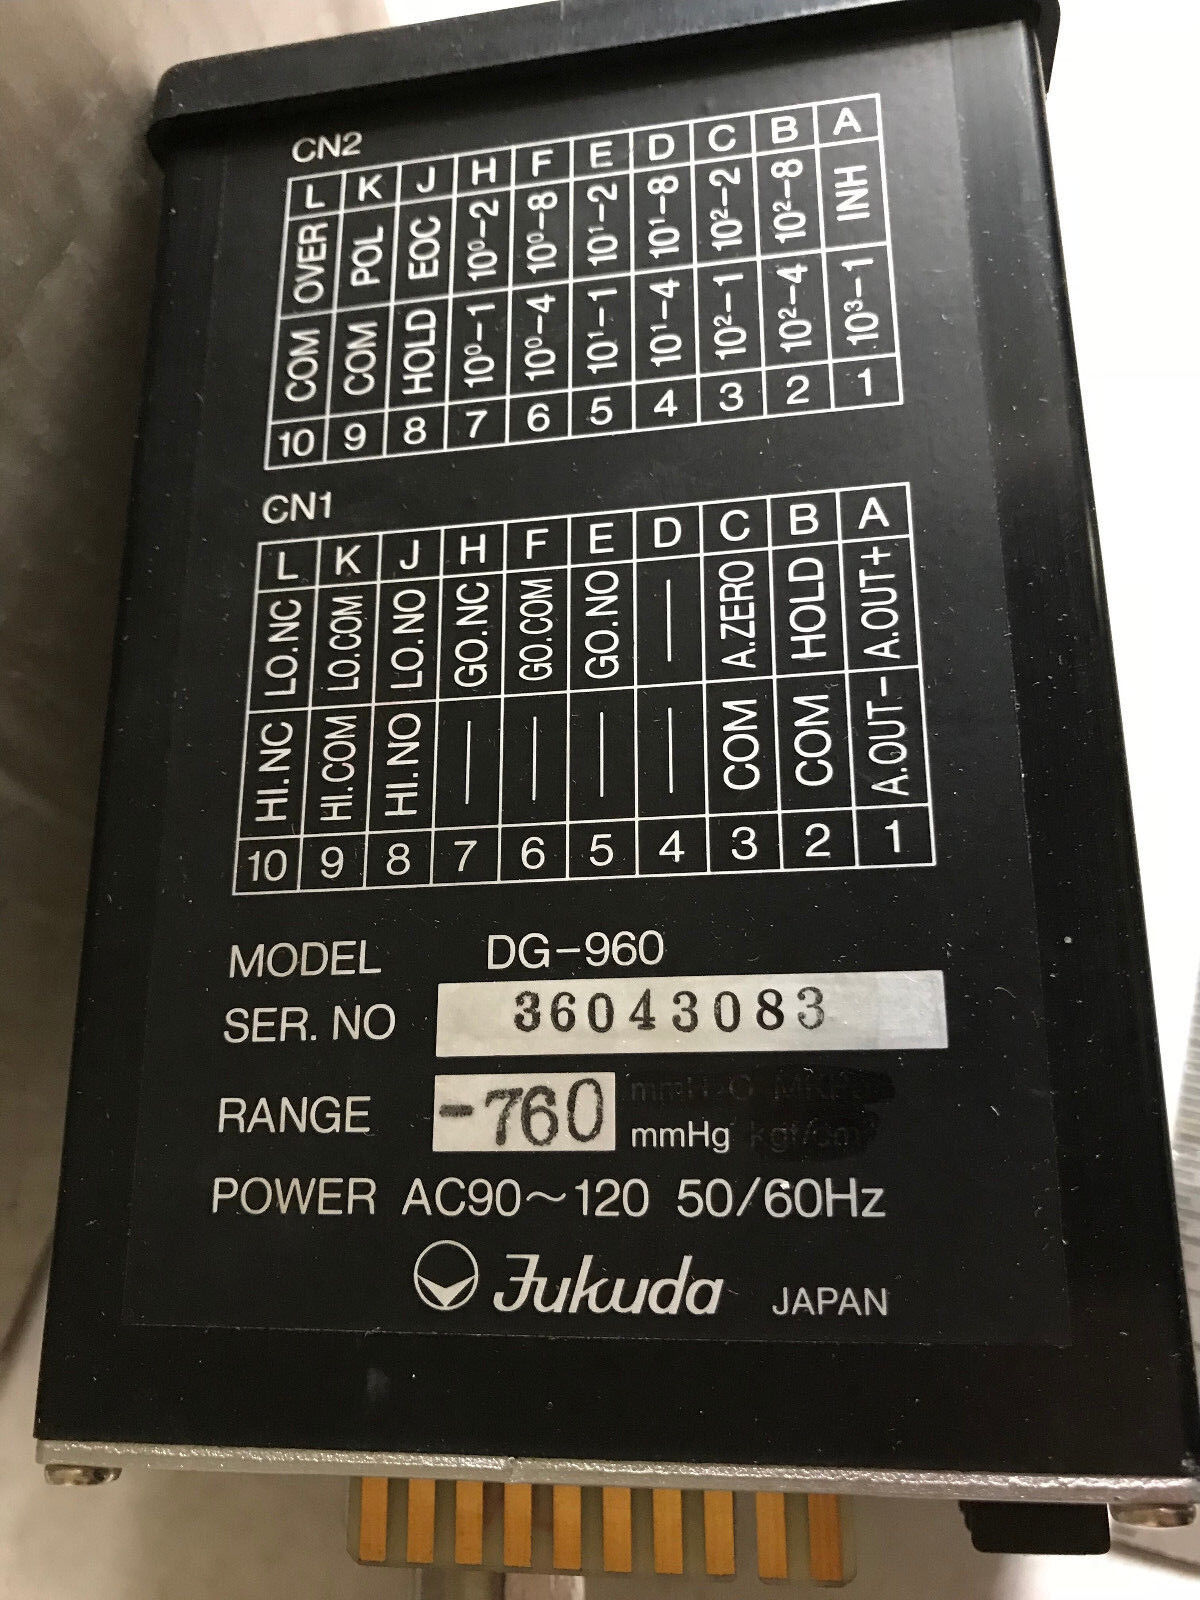 CN2
L K J H F E D C B A
OVER POL EOC 10⁰-2 10⁰-8 10¹-2 10¹-8 10²-2 10²-8 INH
COM COM HOLD 10⁰-1 10⁰-4 10¹-1 10¹-4 10²-1 10²-4 10³-1
10 9 8 7 6 5 4 3 2 1
CN1
L K J H F E D C B A
LO.NC LO.COM LO.NO GO.NC GO.COM GO.NO — A.ZERO HOLD A.OUT+
HI.NC HI.COM HI.NO — — — — COM COM A.OUT-
10 9 8 7 6 5 4 3 2 1
MODEL DG-960
SER. NO 36043083
mmH₂O
RANGE -760 mmHg kgf/cm²
POWER AC90~120 50/60Hz
Fukuda JAPAN